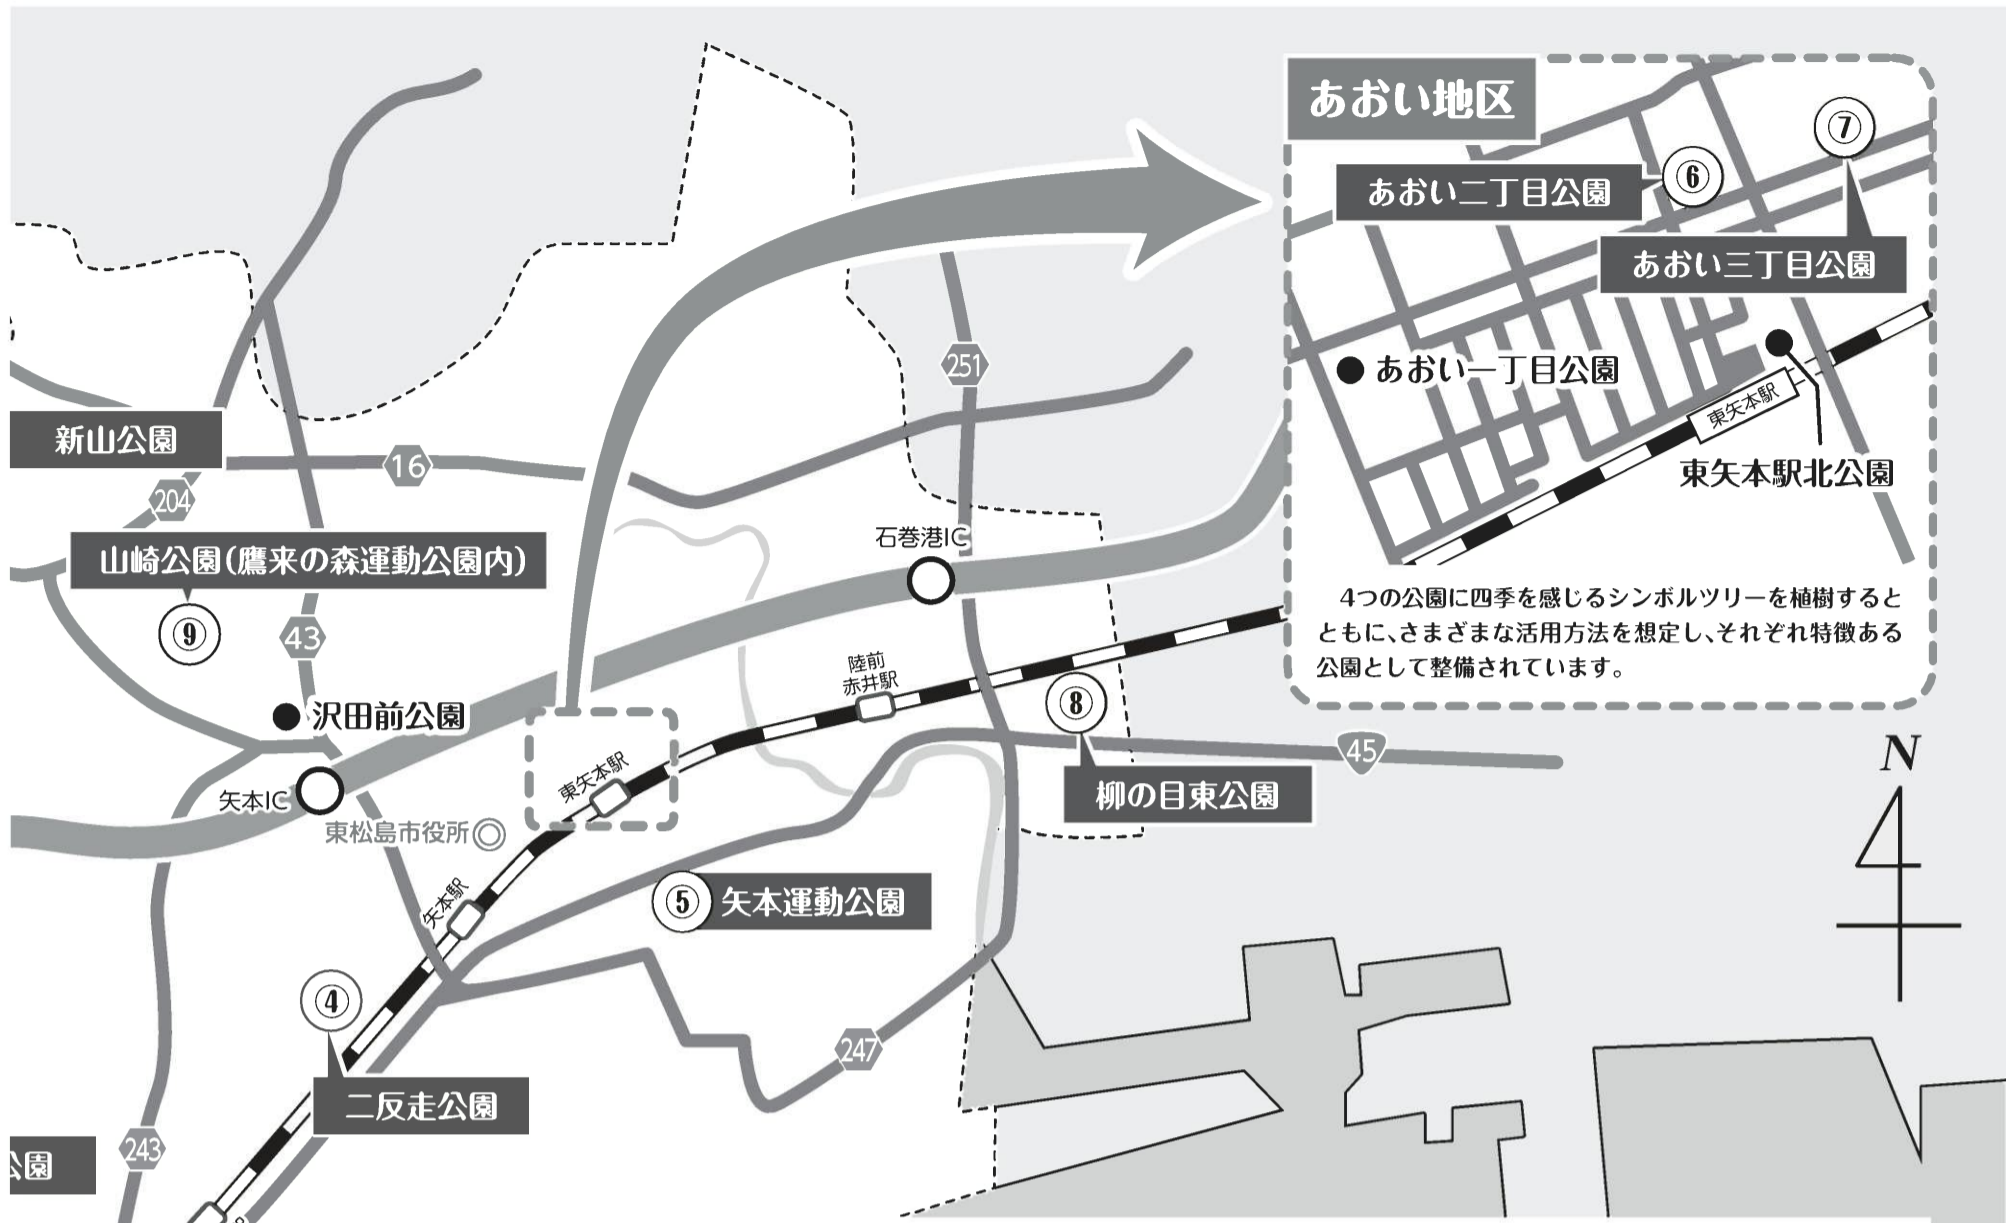 あおい地区
⑦
⑥
あおい二丁目公園
あおい三丁目公園
あおい一丁目公園
東矢本駅
東矢本駅北公園
4つの公園に四季を感じるシンボルツリーを植樹すると
ともに、さまざまな活用方法を想定し、それぞれ特徴ある
公園として整備されています。
251
新山公園
16
204
石巻港IC
山崎公園(鷹来の森運動公園内)
⑨
43
陸前
赤井駅
沢田前公園
⑧
45
N
東矢本駅
矢本IC
柳の目東公園
東松島市役所
矢本駅
⑤
矢本運動公園
④
247
二反走公園
243
公園